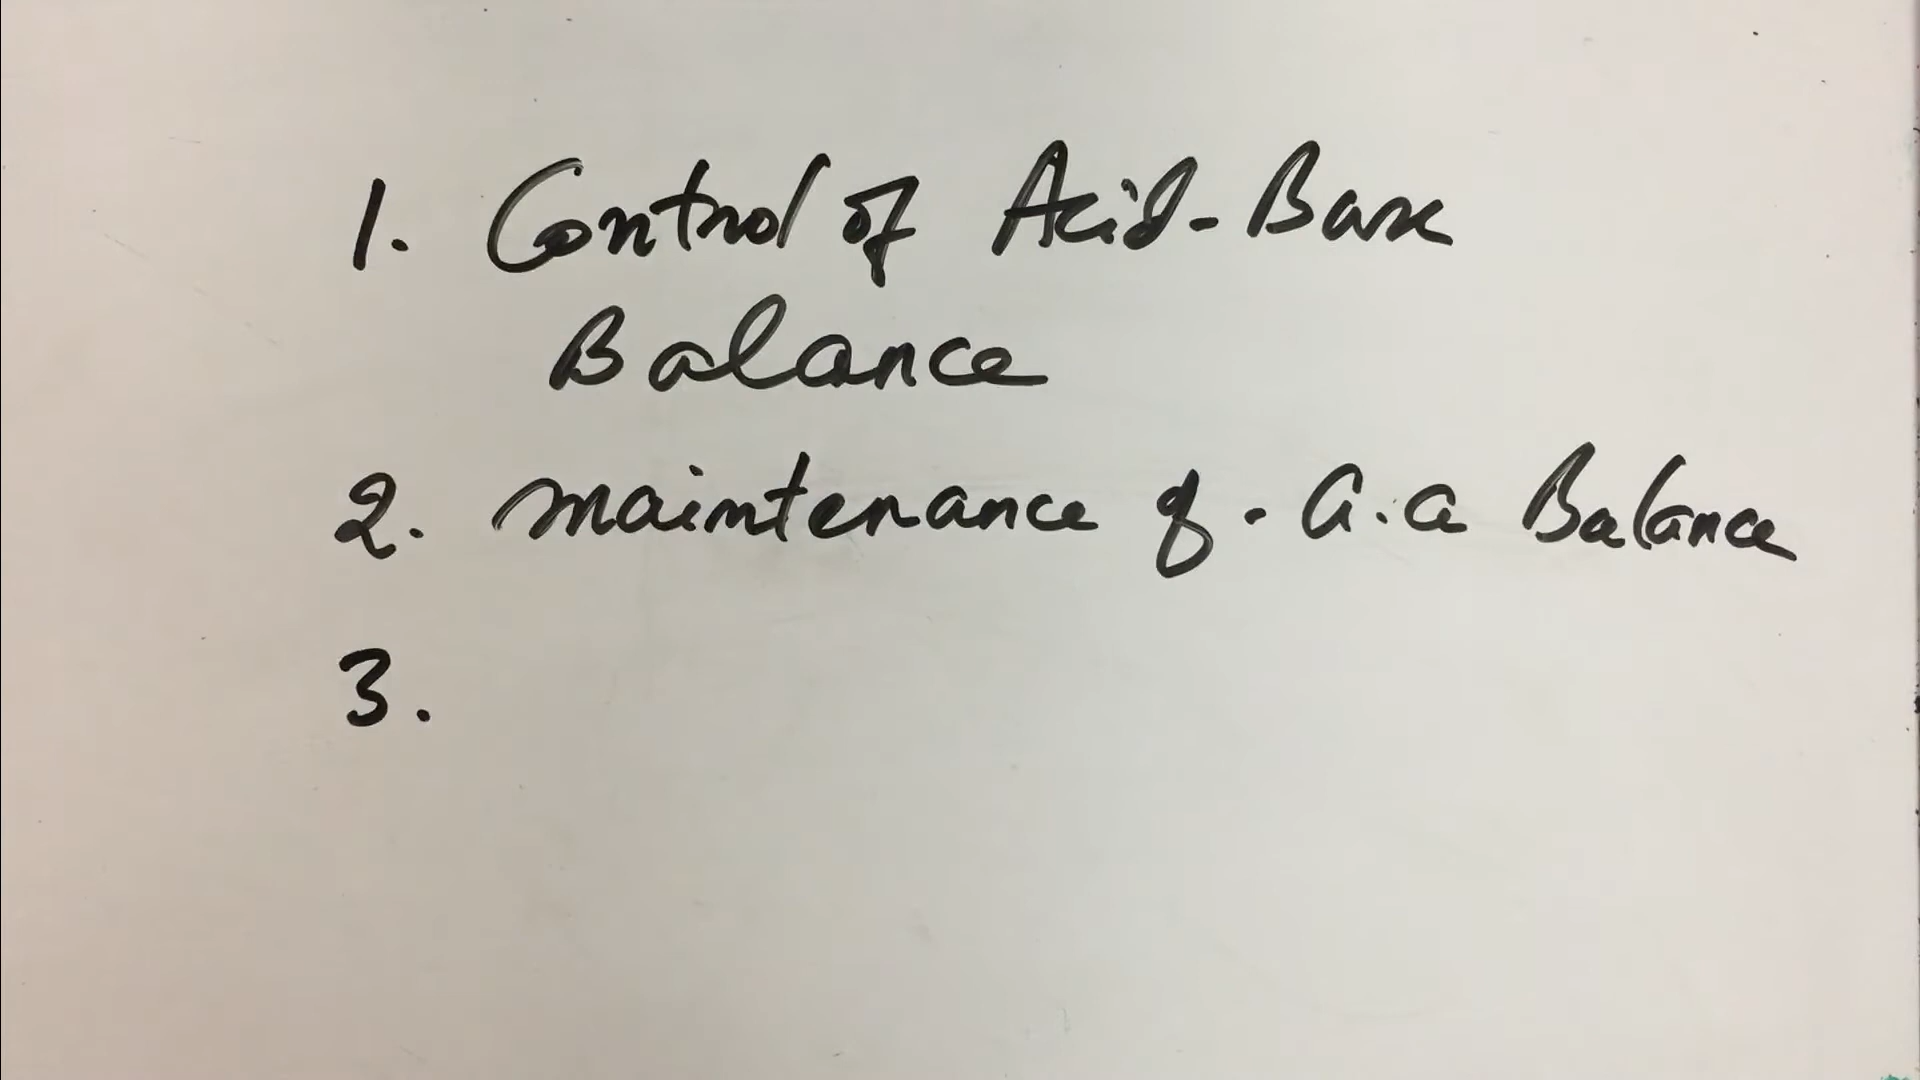 1. Control of Acid-Base
Balance
2. maintenance of a.a Balance
3.